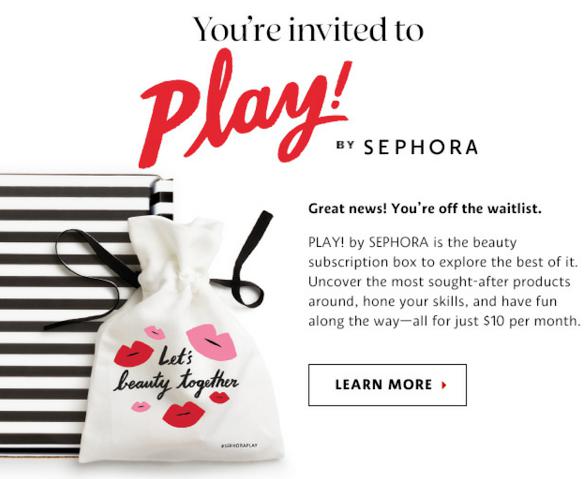 You're invited to
Play!
BY SEPHORA
Great news! You're off the waitlist.
PLAY! by SEPHORA is the beauty
subscription box to explore the best of it.
Uncover the most sought-after products
around, hone your skills, and have fun
along the way—all for just $10 per month.
LEARN MORE
Let's
beauty together
#SEPHORAPLAY